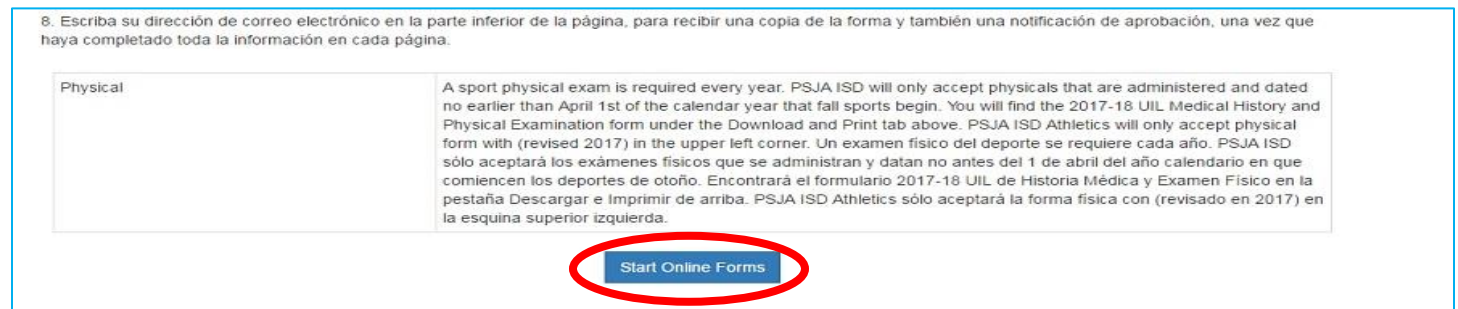 8. Escriba su dirección de correo electrónico en la parte inferior de la página, para recibir una copia de la forma y también una notificación de aprobación, una vez que
haya completado toda la información en cada página.
Physical
A sport physical exam is required every year. PSJA ISD will only accept physicals that are administered and dated
no earlier than April 1st of the calendar year that fall sports begin. You will find the 2017-18 UIL Medical History and
Physical Examination form under the Download and Print tab above. PSJA ISD Athletics will only accept physical
form with (revised 2017) in the upper left corner. Un examen físico del deporte se requiere cada año. PSJA ISD
sólo aceptará los exámenes físicos que se administran y datan no antes del 1 de abril del año calendario en que
comiencen los deportes de otoño. Encontrará el formulario 2017-18 UIL de Historia Médica y Examen Físico en la
pestaña Descargar e Imprimir de arriba. PSJA ISD Athletics sólo aceptará la forma física con (revisado en 2017) en
la esquina superior izquierda.
Start Online Forms